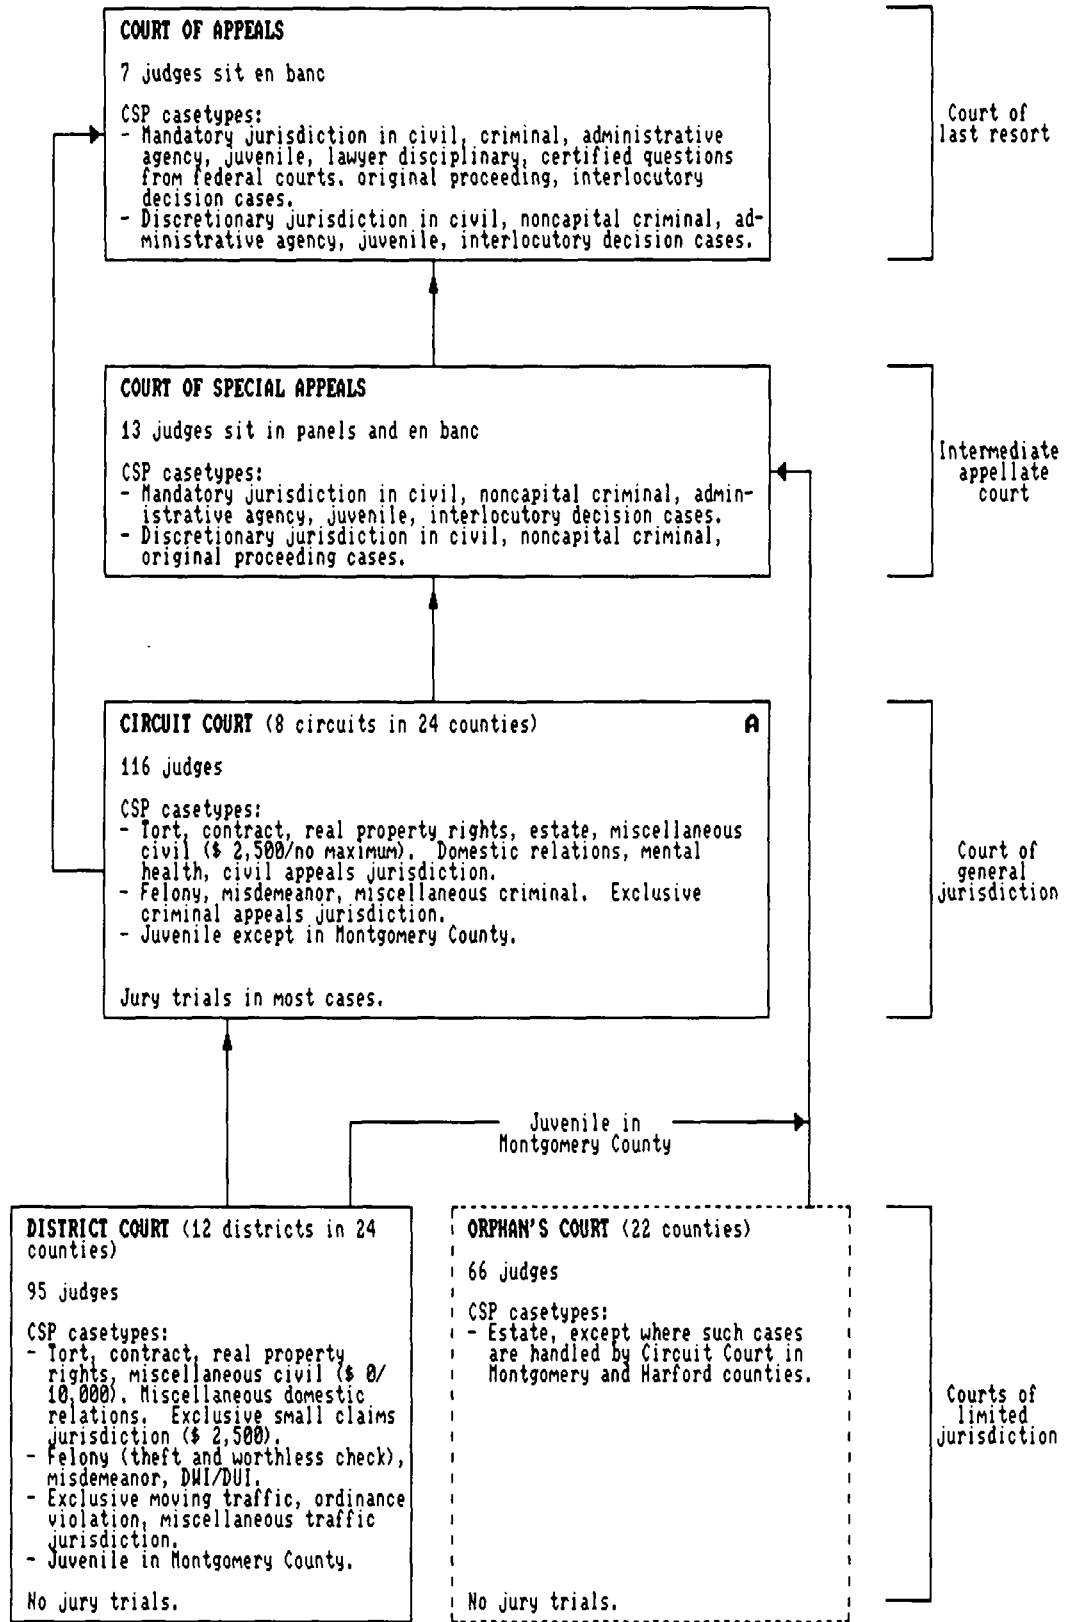 COURT OF APPEALS
7 judges sit en banc
CSP casetypes:
- Mandatory jurisdiction in civil, criminal, administrative
agency, juvenile, lawyer disciplinary, certified questions
from federal courts. original proceeding, interlocutory
decision cases.
- Discretionary jurisdiction in civil, noncapital criminal, ad-
ministrative agency, juvenile, interlocutory decision cases.
Court of
last resort
COURT OF SPECIAL APPEALS
13 judges sit in panels and en banc
CSP casetypes:
- Mandatory jurisdiction in civil, noncapital criminal, admin-
istrative agency, juvenile, interlocutory decision cases.
- Discretionary jurisdiction in civil, noncapital criminal,
original proceeding cases.
Intermediate
appellate
court
CIRCUIT COURT (8 circuits in 24 counties) A
116 judges
CSP casetypes:
- Tort, contract, real property rights, estate, miscellaneous
civil ($ 2,500/no maximum). Domestic relations, mental
health, civil appeals jurisdiction.
- Felony, misdemeanor, miscellaneous criminal. Exclusive
criminal appeals jurisdiction.
- Juvenile except in Montgomery County.
Jury trials in most cases.
Court of
general
jurisdiction
Juvenile in
Montgomery County
DISTRICT COURT (12 districts in 24
counties)
95 judges
CSP casetypes:
- Tort, contract, real property
rights, miscellaneous civil ($ 0/
10,000). Miscellaneous domestic
relations. Exclusive small claims
jurisdiction ($ 2,500).
- Felony (theft and worthless check),
misdemeanor, DWI/DUI.
- Exclusive moving traffic, ordinance
violation, miscellaneous traffic
jurisdiction.
- Juvenile in Montgomery County.
No jury trials.
ORPHAN'S COURT (22 counties)
66 judges
CSP casetypes:
- Estate, except where such cases
are handled by Circuit Court in
Montgomery and Harford counties.
No jury trials.
Courts of
limited
jurisdiction